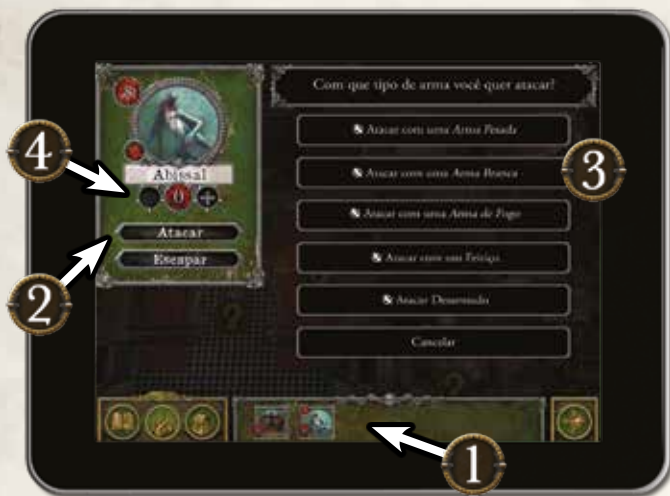 Com que tipo de arma você quer atacar?
Atacar com uma Arma Pesada
Atacar com uma Arma Branca
Atacar com uma Arma de Fogo
Atacar com um Feitiço
Atacar Desarmado
Cancelar
Abissal
0
Atacar
Escapar
4
2
3
1